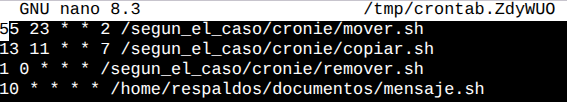 GNU nano 8.3 /tmp/crontab.ZdyWUO
55 23 * * 2 /segun_el_caso/cronie/mover.sh
13 11 * * 7 /segun_el_caso/cronie/copiar.sh
1 0 * * * /segun_el_caso/cronie/remover.sh
10 * * * * /home/respaldos/documentos/mensaje.sh